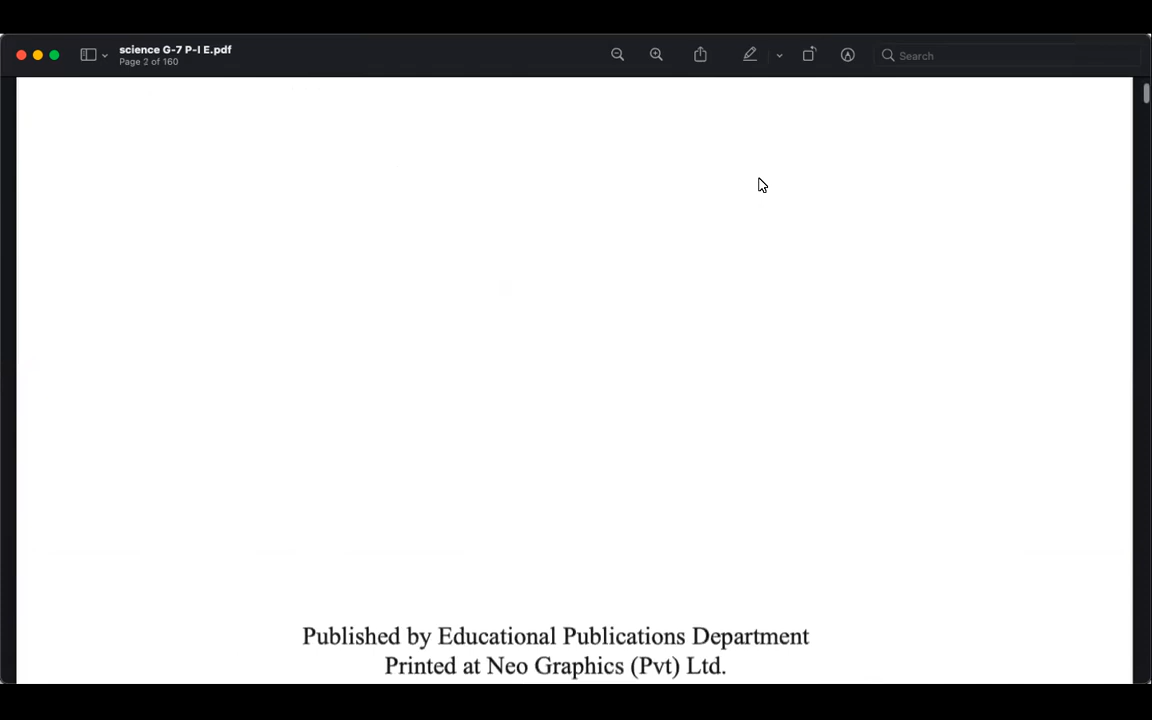 science G-7 P-I E.pdf
Page 2 of 160
Search
Published by Educational Publications Department
Printed at Neo Graphics (Pvt) Ltd.